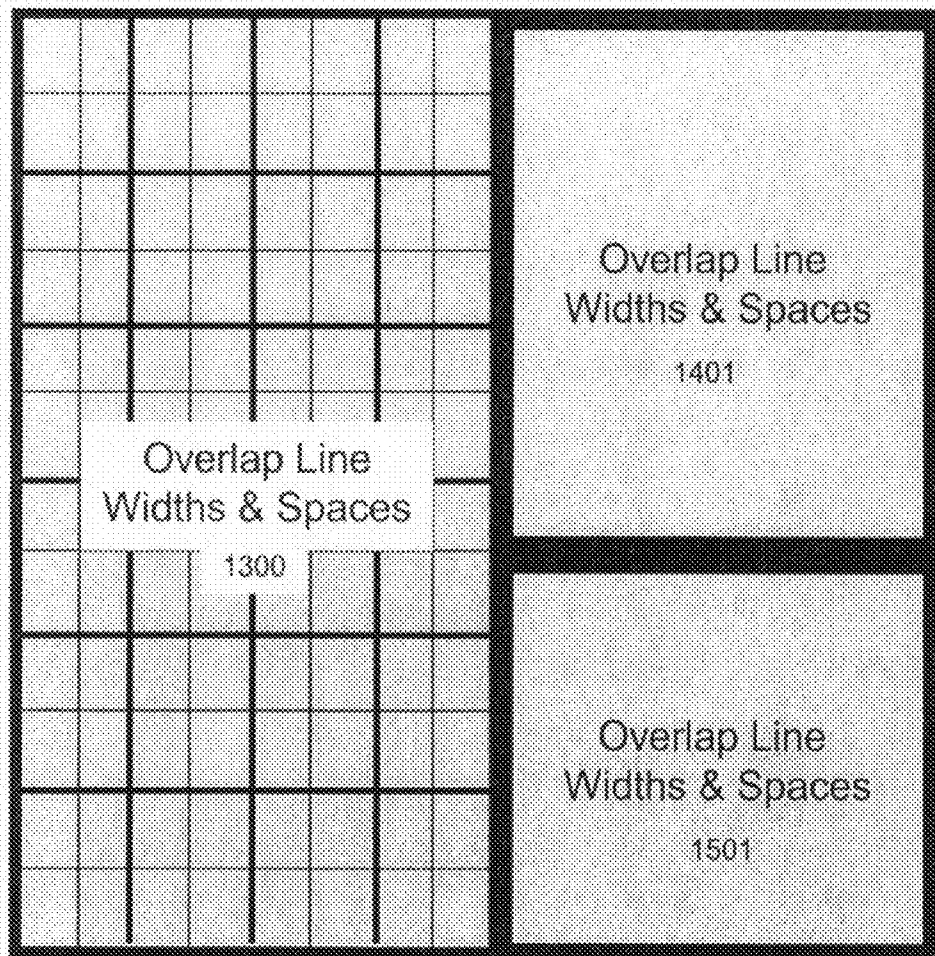 Overlap Line
Widths & Spaces
1300
Overlap Line
Widths & Spaces
1401
Overlap Line
Widths & Spaces
1501